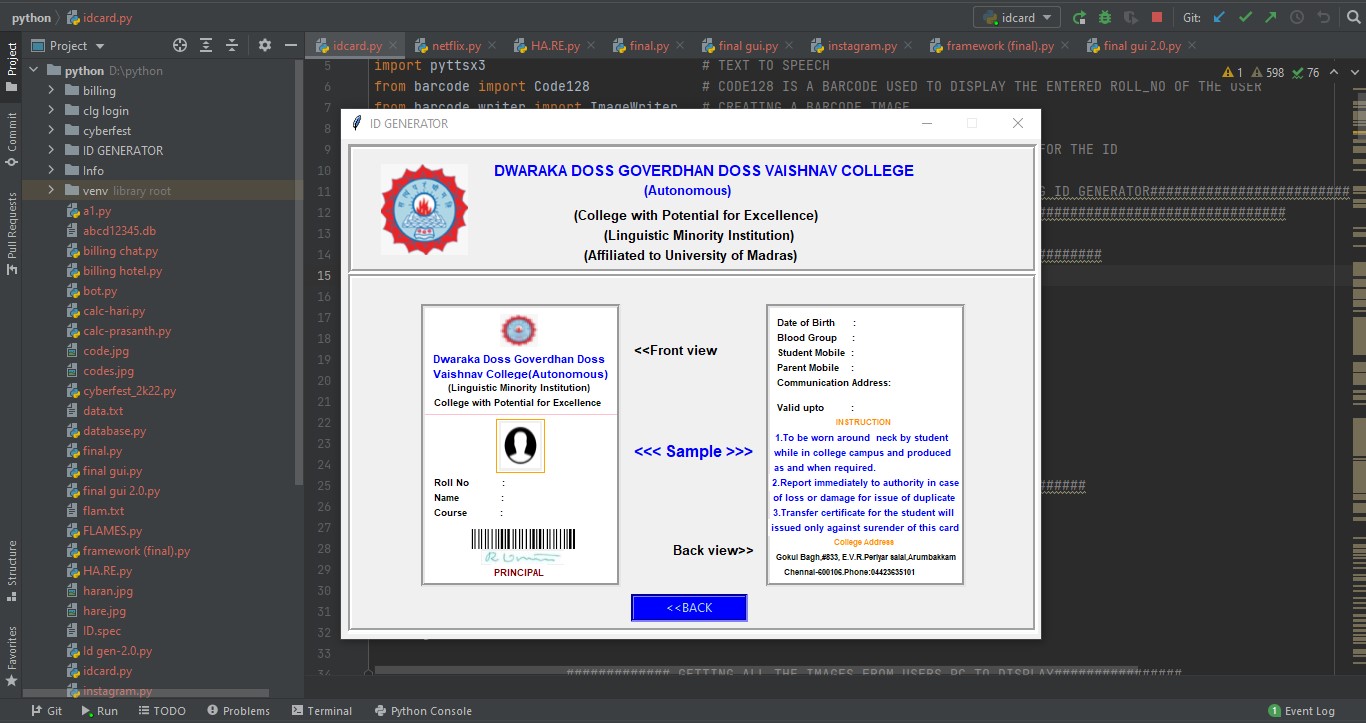 python idcard.py
idcard Git:
Project
idcard.py netflix.py HA.RE.py final.py final gui.py instagram.py framework (final).py final gui 2.0.py
Project
Commit
Pull Requests
Structure
Favorites
python D:\python
billing
clg login
cyberfest
ID GENERATOR
Info
venv library root
a1.py
abcd12345.db
billing chat.py
billing hotel.py
bot.py
calc-hari.py
calc-prasanth.py
code.jpg
codes.jpg
cyberfest_2k22.py
data.txt
database.py
final.py
final gui.py
final gui 2.0.py
flam.txt
FLAMES.py
framework (final).py
HA.RE.py
haran.jpg
hare.jpg
ID.spec
Id gen-2.0.py
idcard.py
instagram.py
1 598 76
5 import pyttsx3 # TEXT TO SPEECH
6 from barcode import Code128 # CODE128 IS A BARCODE USED TO DISPLAY THE ENTERED ROLL_NO OF THE USER
7 from barcode.writer import ImageWriter # CREATING A BARCODE IMAGE
8
9 FOR THE ID
10
11 ID GENERATOR#########################
12 ##############################
13
14 ########
15
16
17
18
19
20
21
22
23
24
25 ######
26
27
28
29
30
31
32
33
34 ############# GETTING ALL THE IMAGES FROM USERS PC TO DISPLAY################
ID GENERATOR
DWARAKA DOSS GOVERDHAN DOSS VAISHNAV COLLEGE
(Autonomous)
(College with Potential for Excellence)
(Linguistic Minority Institution)
(Affiliated to University of Madras)
Dwaraka Doss Goverdhan Doss
Vaishnav College(Autonomous)
(Linguistic Minority Institution)
College with Potential for Excellence
Roll No :
Name :
Course :
PRINCIPAL
<<Front view
<<< Sample >>>
Back view>>
Date of Birth :
Blood Group :
Student Mobile :
Parent Mobile :
Communication Address:
Valid upto :
INSTRUCTION
1.To be worn around neck by student
while in college campus and produced
as and when required.
2.Report immediately to authority in case
of loss or damage for issue of duplicate
3.Transfer certificate for the student will
issued only against surender of this card
College Address
Gokul Bagh,#833, E.V.R.Periyar salai,Arumbakkam
Chennai-600106.Phone:04423635101
<<BACK
Git Run TODO Problems Terminal Python Console 1 Event Log